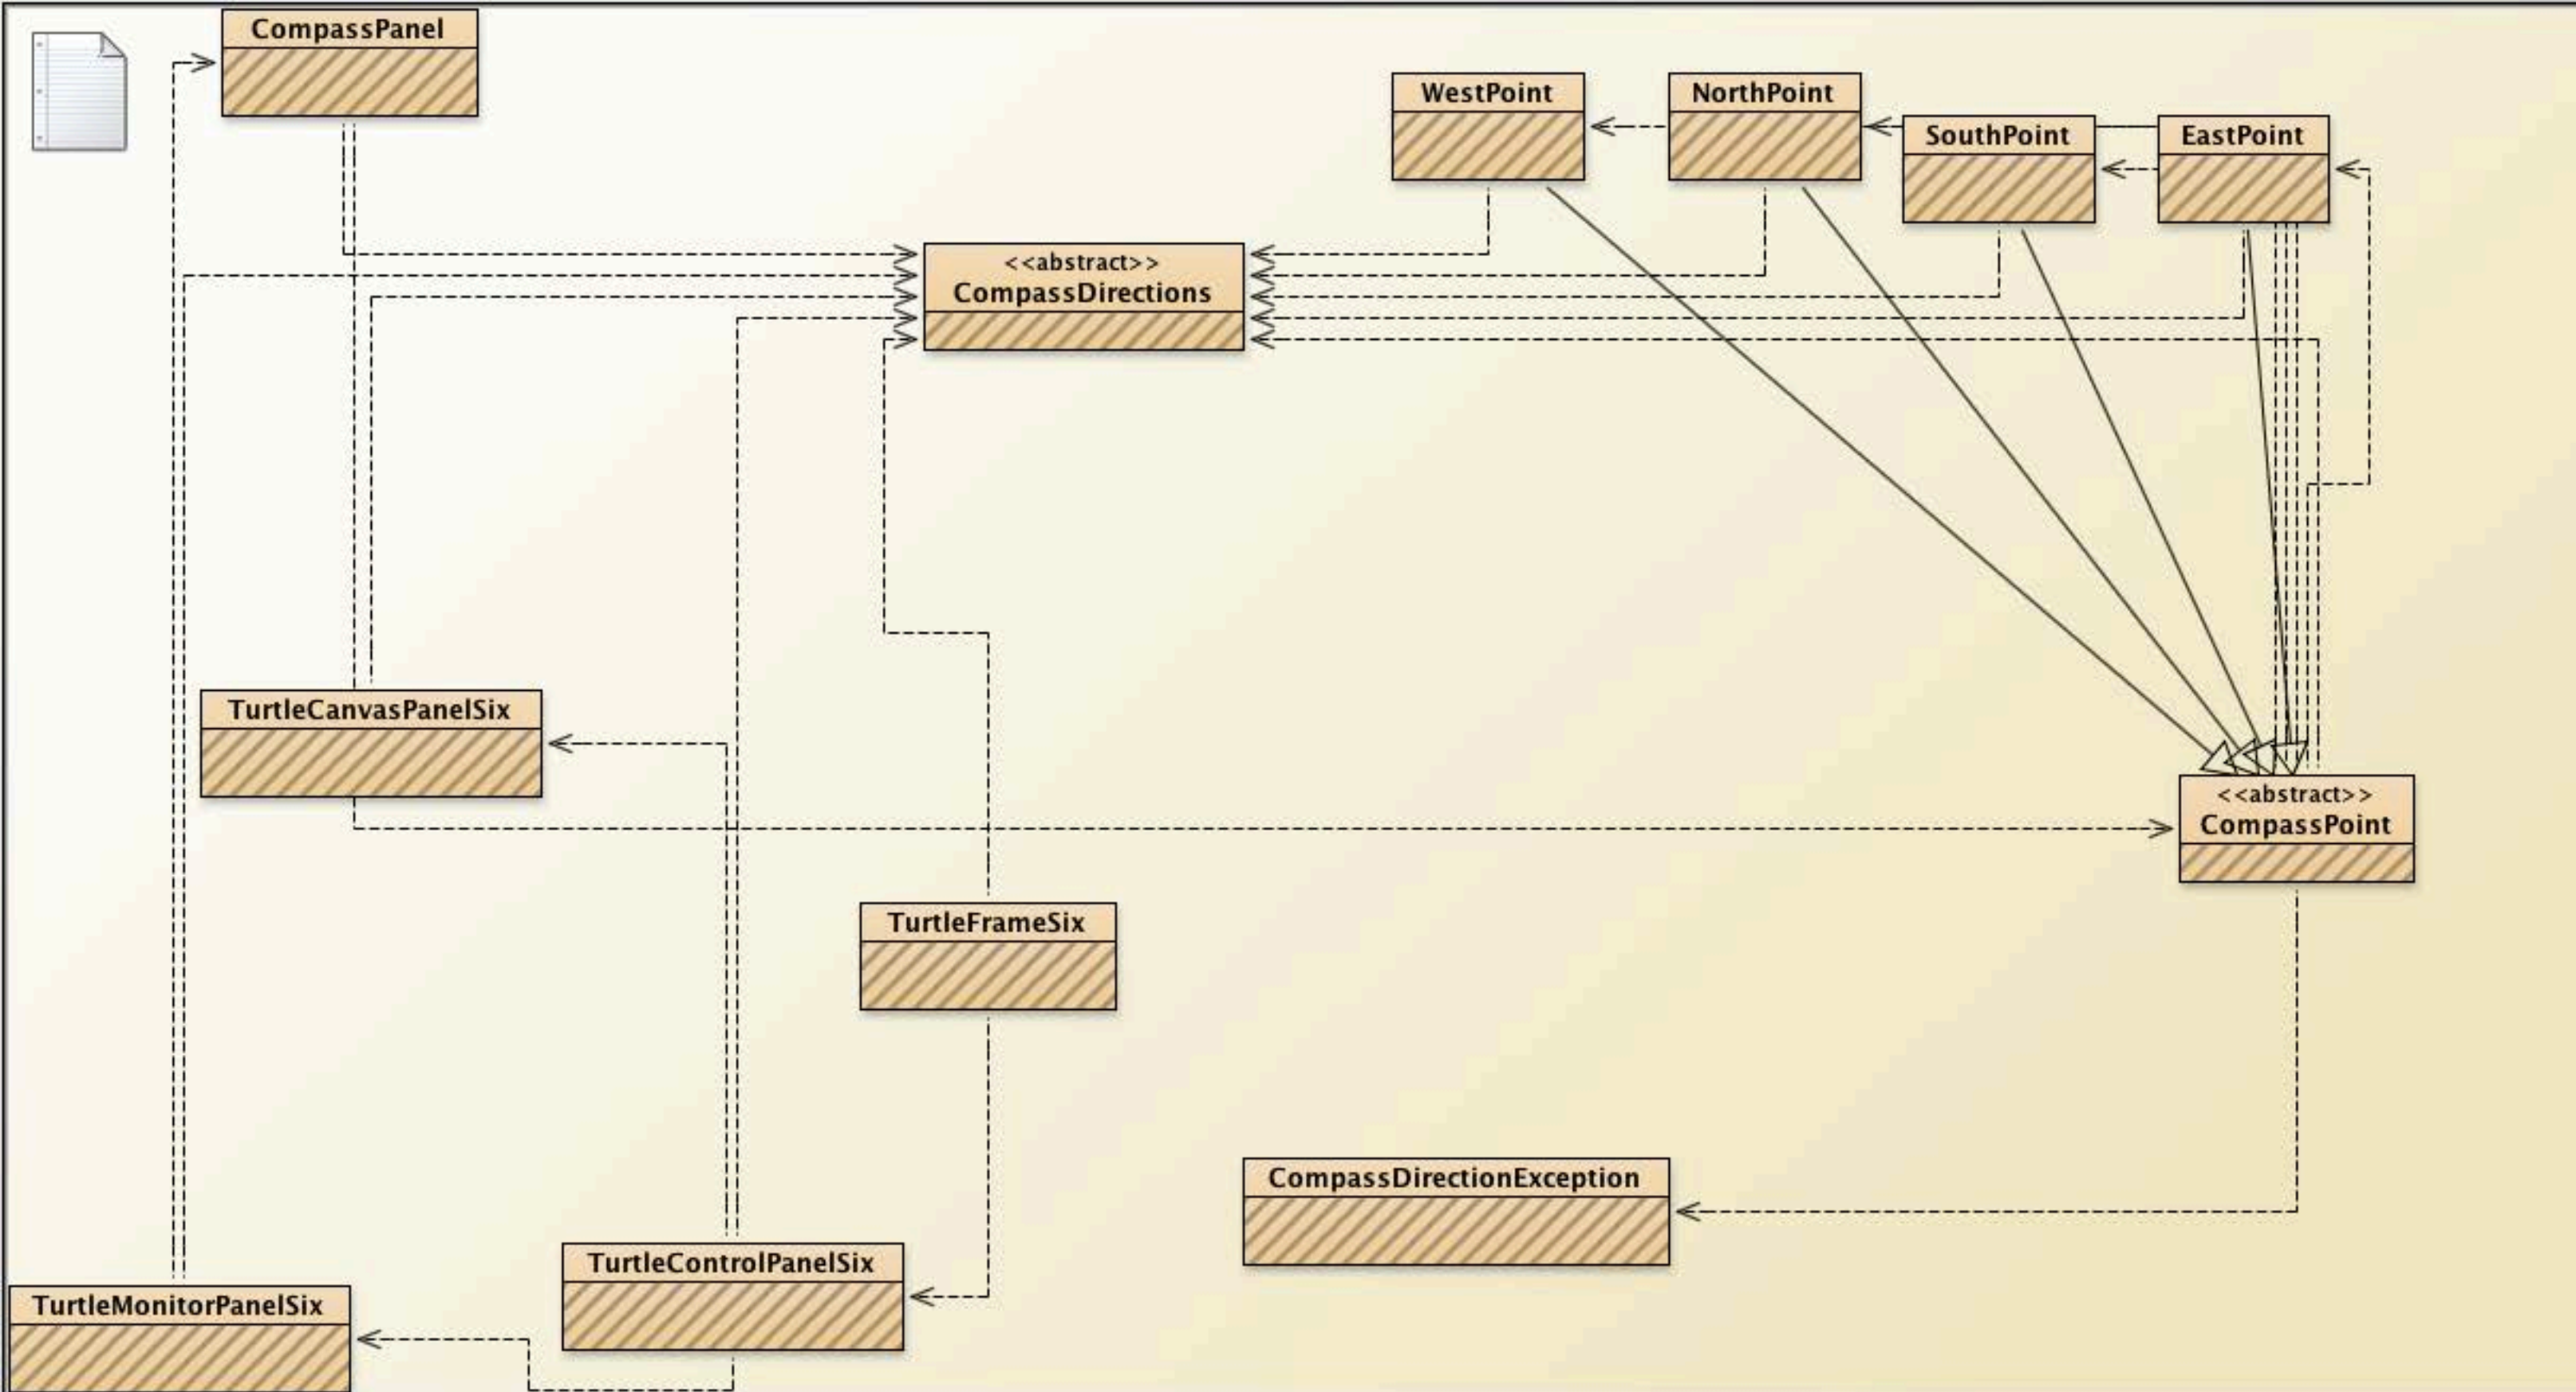 CompassPanel
WestPoint
NorthPoint
SouthPoint
EastPoint
<<abstract>>
CompassDirections
TurtleCanvasPanelSix
<<abstract>>
CompassPoint
TurtleFrameSix
CompassDirectionException
TurtleControlPanelSix
TurtleMonitorPanelSix